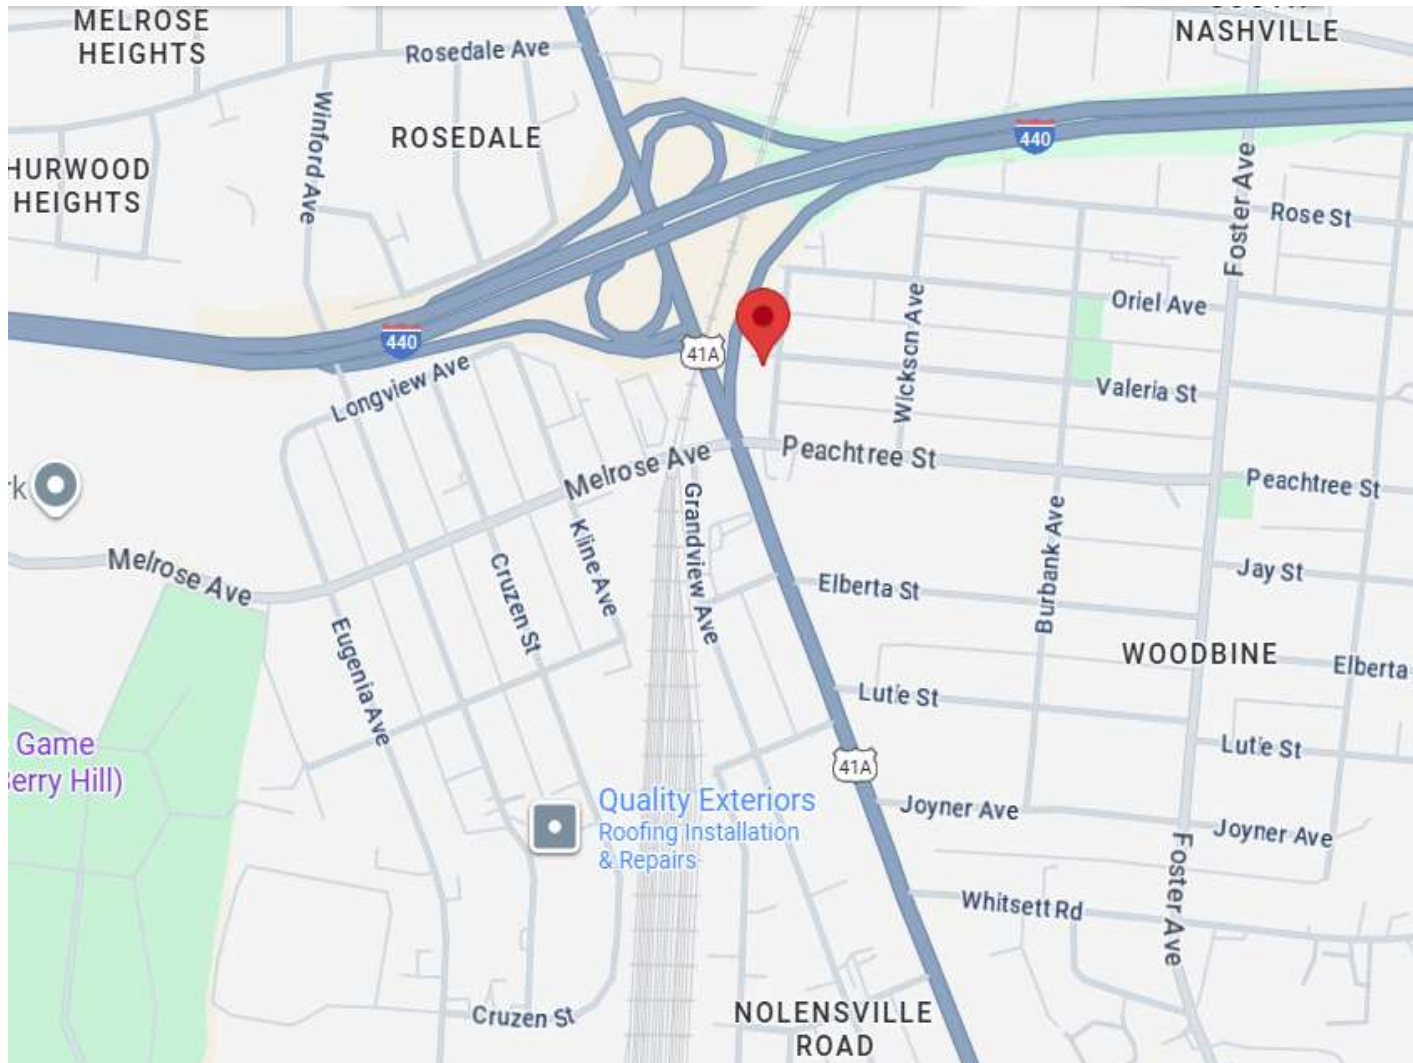 MELROSE
HEIGHTS
NASHVILLE
Rosedale Ave
ROSEDALE
Winford Ave
HURWOOD
HEIGHTS
440
Foster Ave
Rose St
Oriel Ave
Wickson Ave
Valeria St
440
41A
Longview Ave
Melrose Ave
Peachtree St
Peachtree St
rk
Grandview Ave
Kline Ave
Burbank Ave
Melrose Ave
Cruzen St
Elberta St
Jay St
Eugenia Ave
WOODBINE
Elberta
Lutie St
Lutie St
Game
Berry Hill)
41A
Quality Exteriors
Roofing Installation
& Repairs
Joyner Ave
Joyner Ave
Foster Ave
Whitsett Rd
Cruzen St
NOLENSVILLE
ROAD